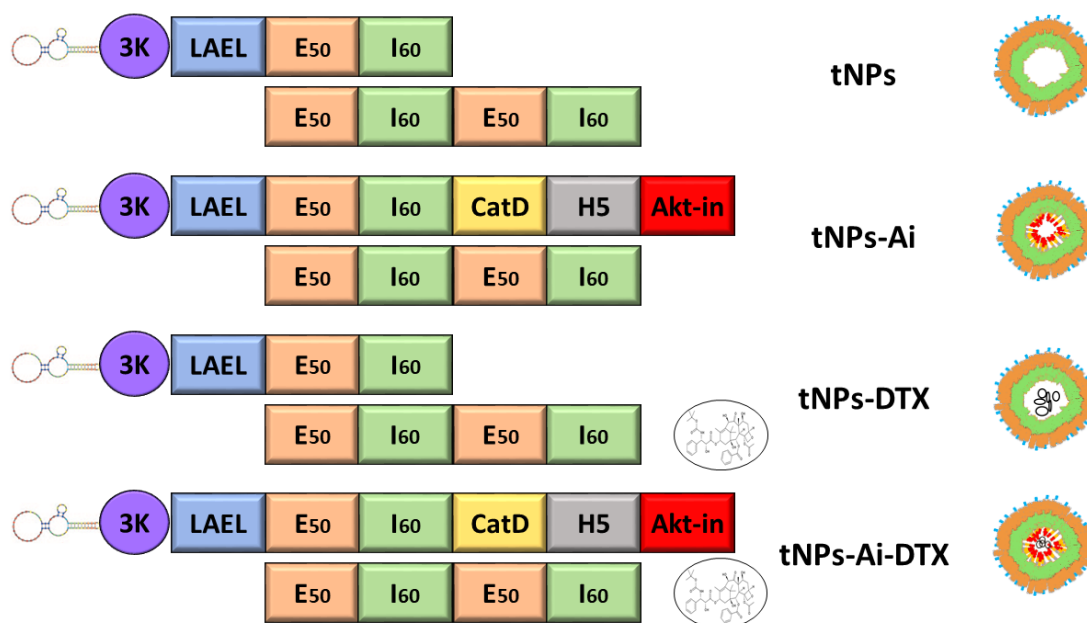 3K LAEL E50 I60
tNPs
E50 I60 E50 I60
3K LAEL E50 I60 CatD H5 Akt-in
tNPs-Ai
E50 I60 E50 I60
3K LAEL E50 I60
tNPs-DTX
E50 I60 E50 I60
3K LAEL E50 I60 CatD H5 Akt-in
tNPs-Ai-DTX
E50 I60 E50 I60